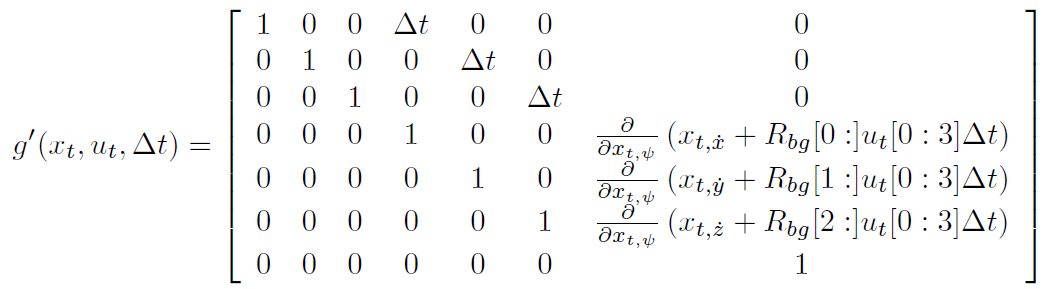 1 0 0 Δt 0 0 0
0 1 0 0 Δt 0 0
0 0 1 0 0 Δt 0
g′(x_t, u_t, Δt) = 0 0 0 1 0 0 ∂/∂x_{t,ψ} (x_{t,ẋ} + R_{bg}[0 :]u_t[0 : 3]Δt)
0 0 0 0 1 0 ∂/∂x_{t,ψ} (x_{t,ẏ} + R_{bg}[1 :]u_t[0 : 3]Δt)
0 0 0 0 0 1 ∂/∂x_{t,ψ} (x_{t,ż} + R_{bg}[2 :]u_t[0 : 3]Δt)
0 0 0 0 0 0 1